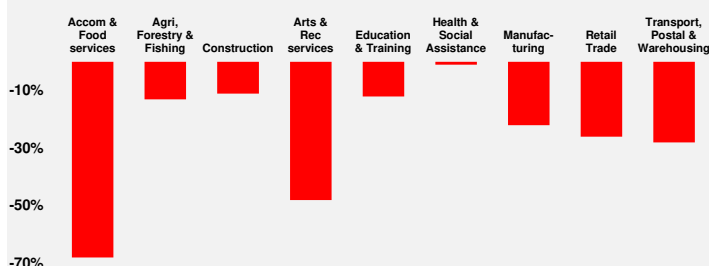 Accom &
Food
services
Agri,
Forestry &
Fishing
Construction
Arts &
Rec
services
Education
& Training
Health &
Social
Assistance
Manufac-
turing
Retail
Trade
Transport,
Postal &
Warehousing
-10%
-30%
-50%
-70%